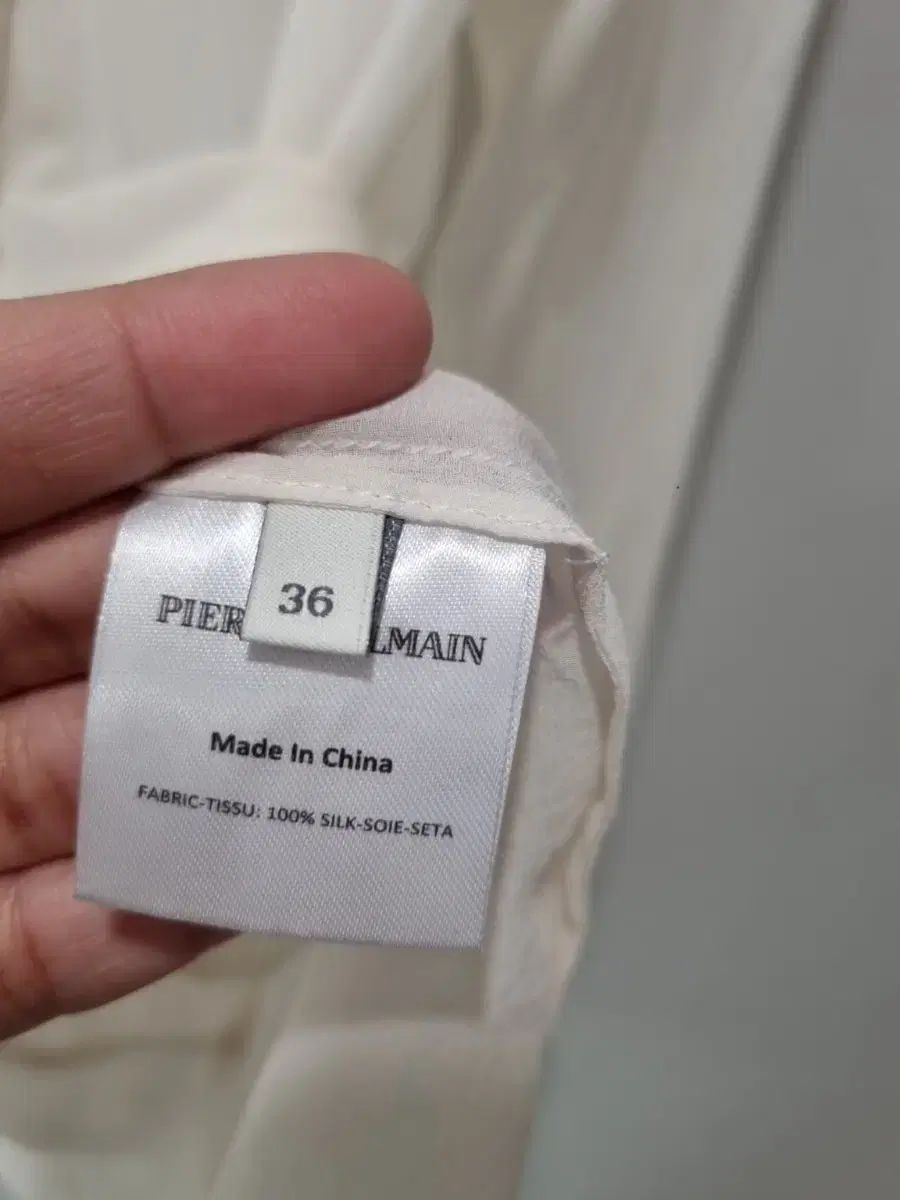 36
PIER LMAIN
Made In China
FABRIC-TISSU: 100% SILK-SOIE-SETA